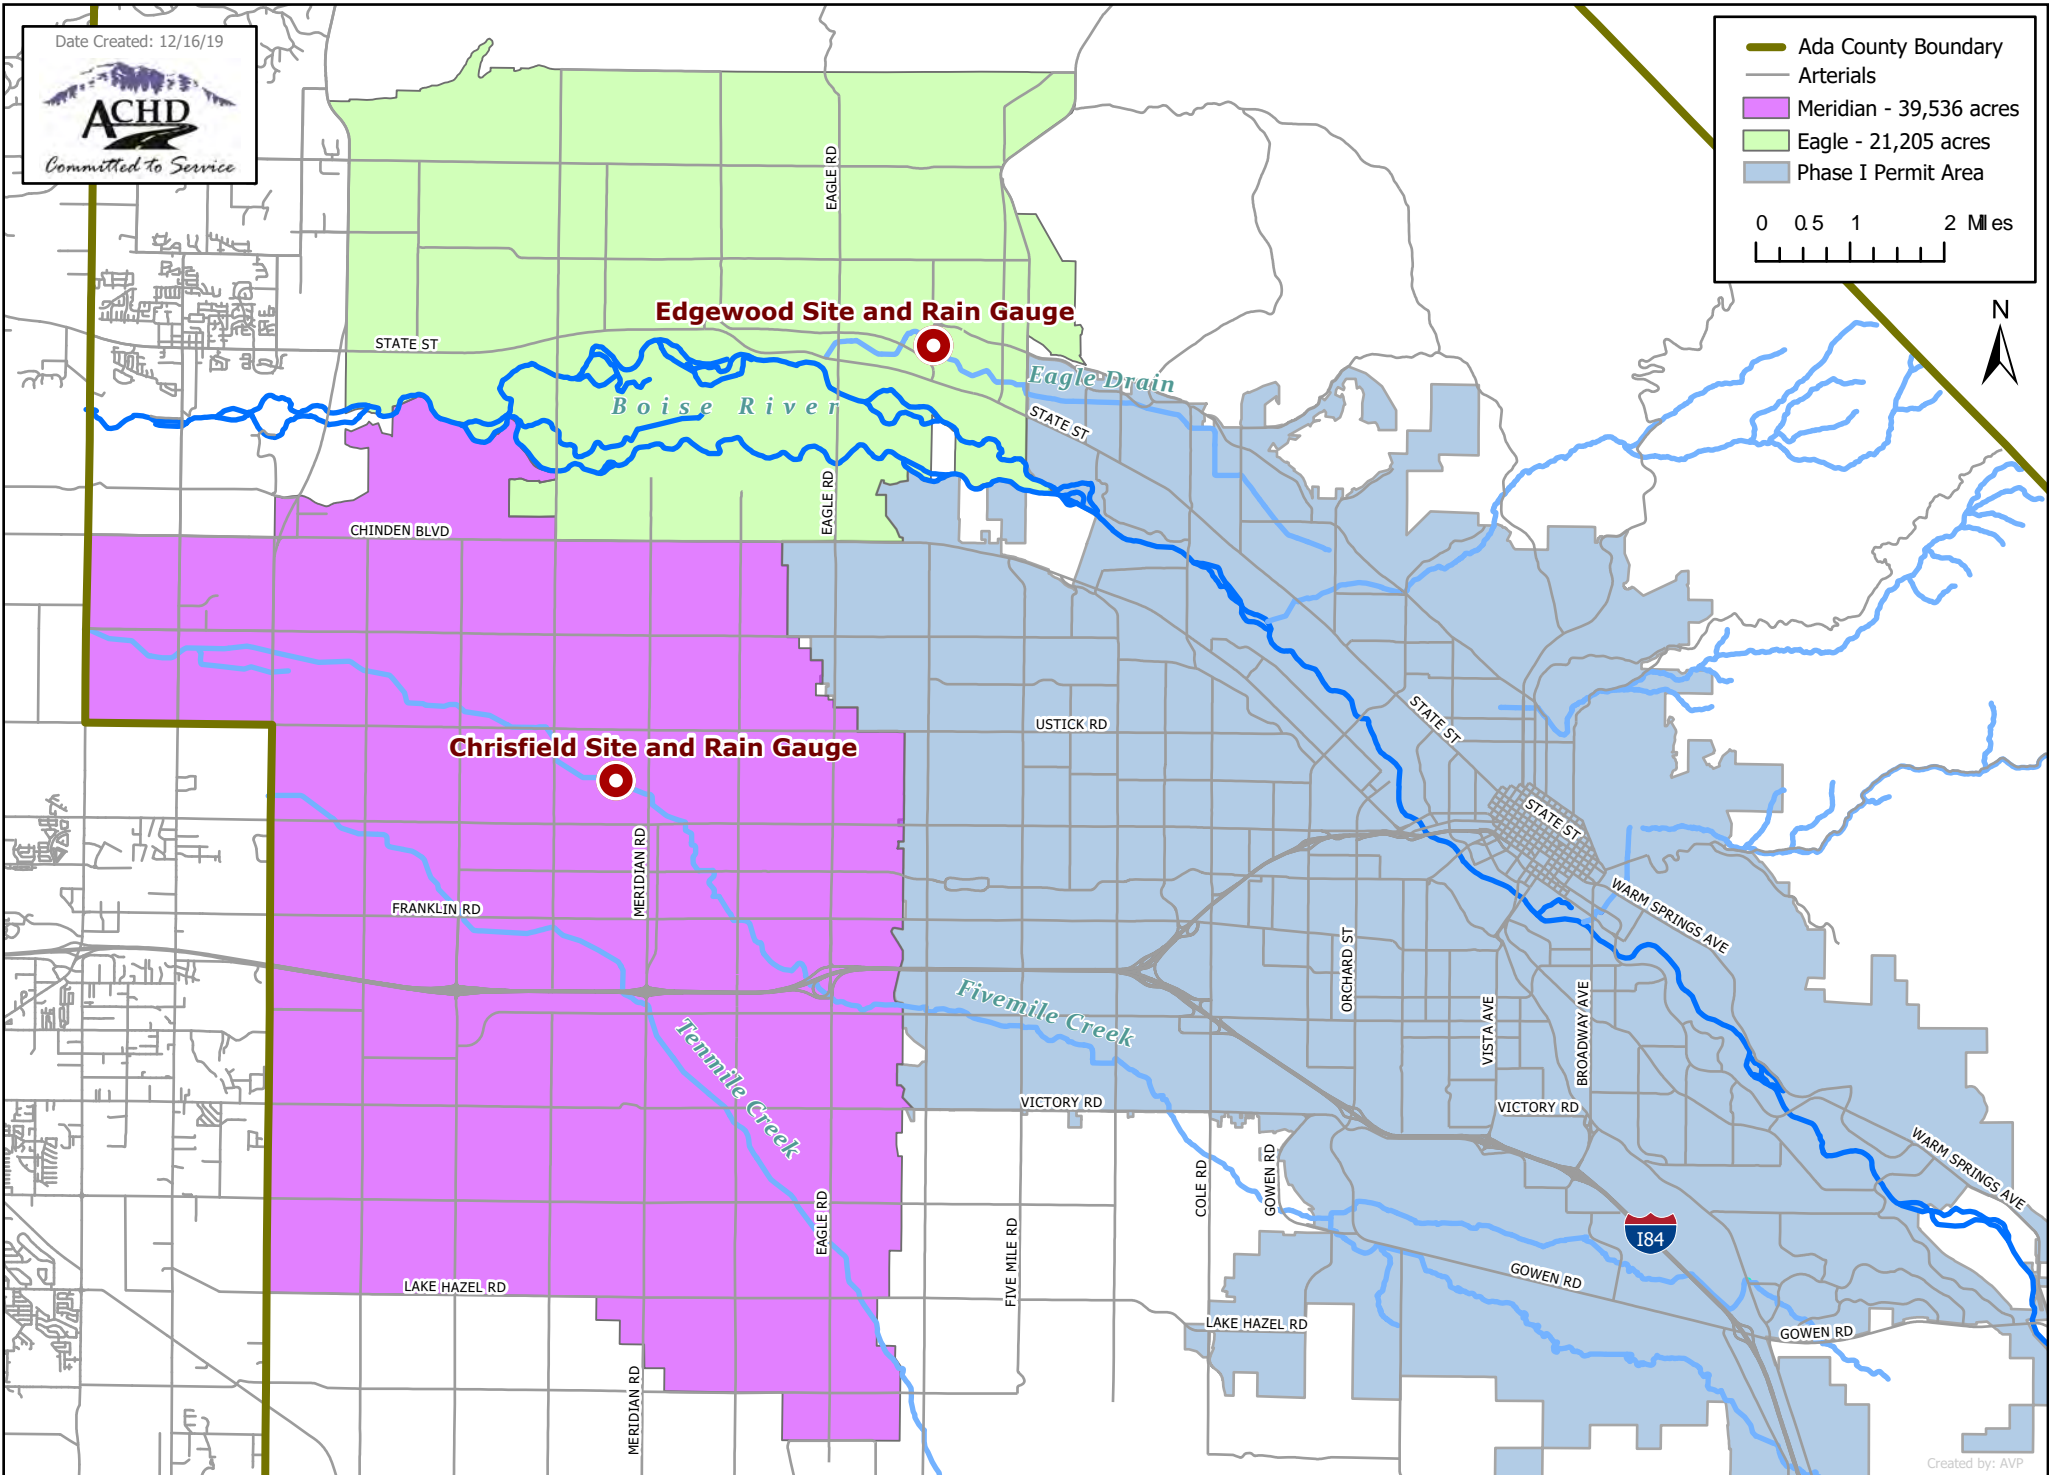 Date Created: 12/16/19
ACHD
Committed to Service
Ada County Boundary
Arterials
Meridian - 39,536 acres
Eagle - 21,205 acres
Phase I Permit Area
0 0.5 1 2 Miles
N
EAGLE RD
Edgewood Site and Rain Gauge
STATE ST
Eagle Drain
Boise River
STATE ST
EAGLE RD
CHINDEN BLVD
USTICK RD
STATE ST
Chrisfield Site and Rain Gauge
STATE ST
MERIDIAN RD
FRANKLIN RD
WARM SPRINGS AVE
ORCHARD ST
Fivemile Creek
VISTA AVE
BROADWAY AVE
Tenmile Creek
VICTORY RD
VICTORY RD
WARM SPRINGS AVE
COLE RD
GOWEN RD
EAGLE RD
FIVE MILE RD
I84
GOWEN RD
LAKE HAZEL RD
LAKE HAZEL RD
GOWEN RD
MERIDIAN RD
Created by: AVP